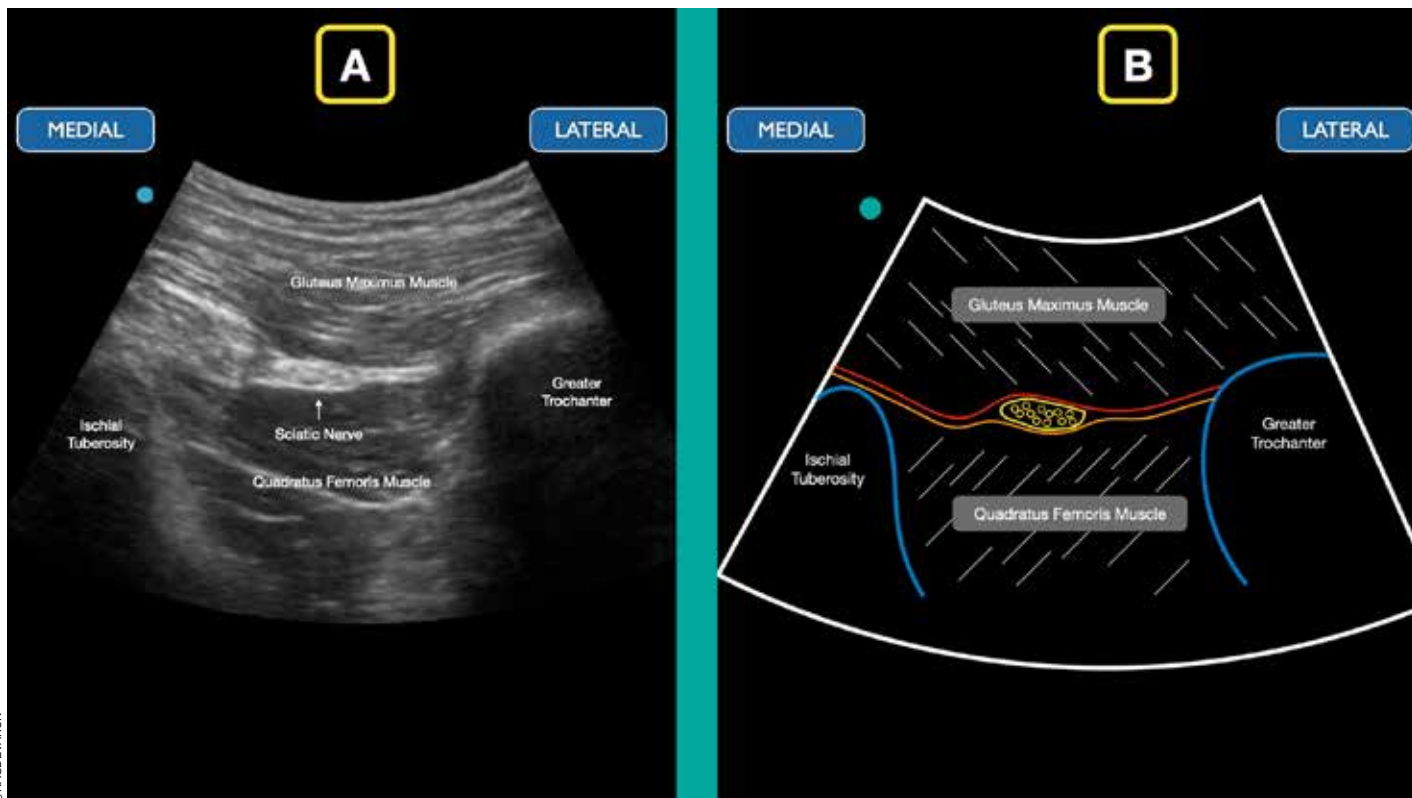 A
MEDIAL
LATERAL
Gluteus Maximus Muscle
Ischial
Tuberosity
Greater
Trochanter
Sciatic Nerve
Quadratus Femoris Muscle
B
MEDIAL
LATERAL
Gluteus Maximus Muscle
Ischial
Tuberosity
Greater
Trochanter
Quadratus Femoris Muscle